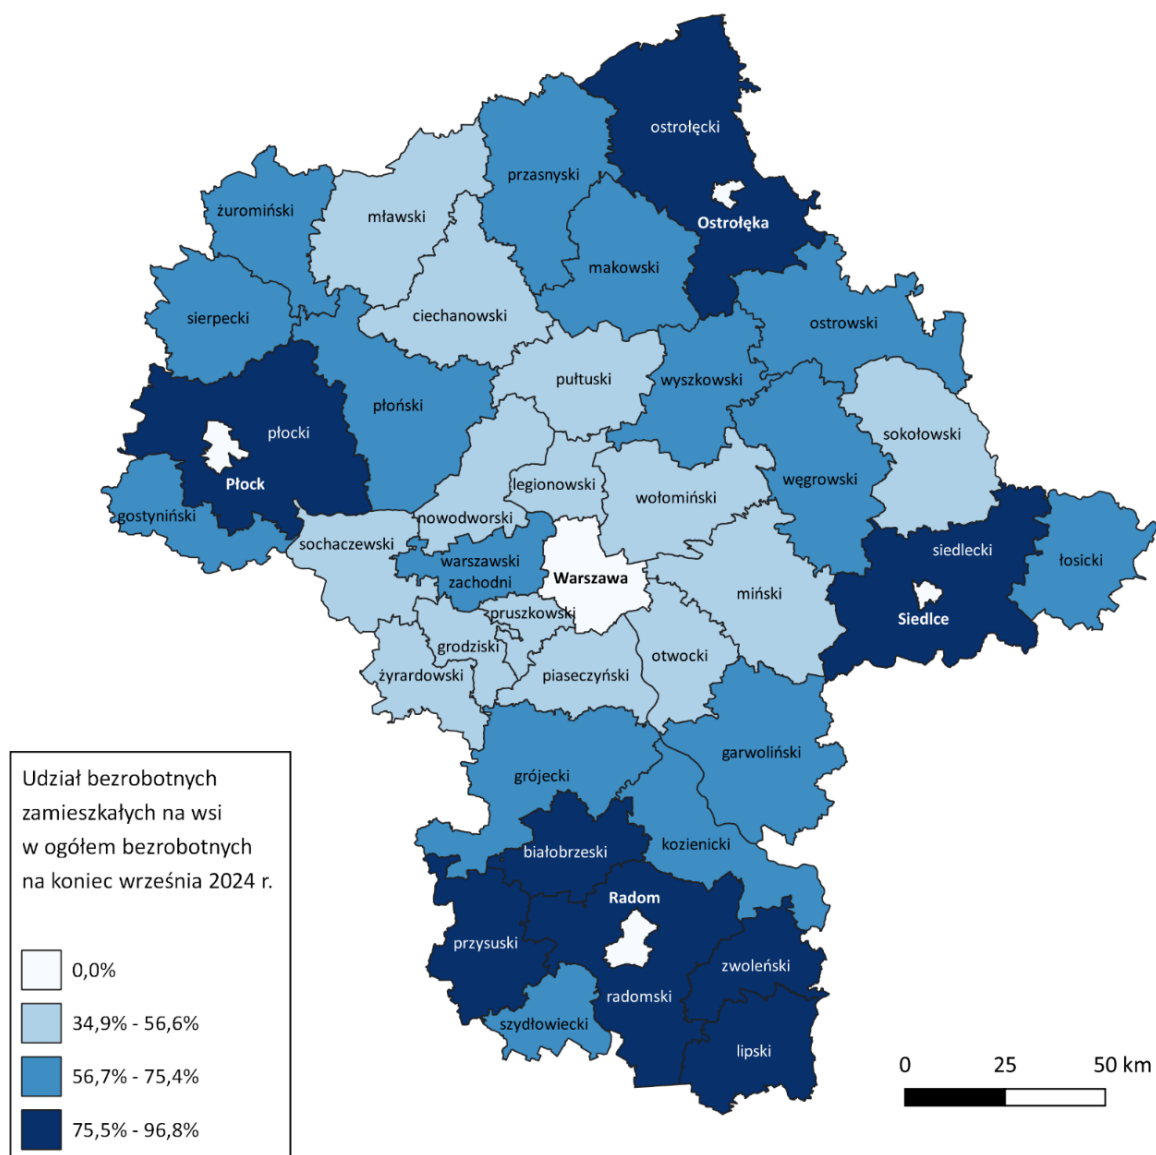 ostrołęcki
przasnyski
żuromiński
mławski
Ostrołęka
makowski
ciechanowski
sierpecki
ostrowski
pułtuski
wyszkowski
płoński
płocki
sokołowski
Płock
legionowski
wołomiński
węgrowski
gostyniński
nowodworski
sochaczewski
siedlecki
warszawski
zachodni
Warszawa
łosicki
miński
pruszkowski
Siedlce
grodziski
otwocki
żyrardowski
piaseczyński
garwoliński
grójecki
kozienicki
białobrzeski
Radom
przysuski
zwoleński
radomski
szydłowiecki
lipski
Udział bezrobotnych
zamieszkałych na wsi
w ogółem bezrobotnych
na koniec września 2024 r.
0,0%
34,9% - 56,6%
56,7% - 75,4%
75,5% - 96,8%
0 25 50 km